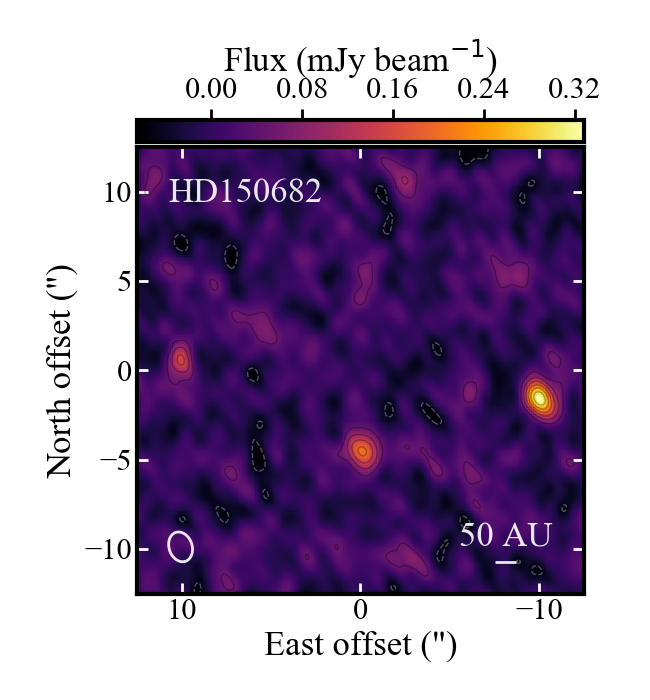 Flux (mJy beam⁻¹)
0.00 0.08 0.16 0.24 0.32
HD150682
10
5
0
−5
−10
North offset (")
50 AU
10 0 −10
East offset (")